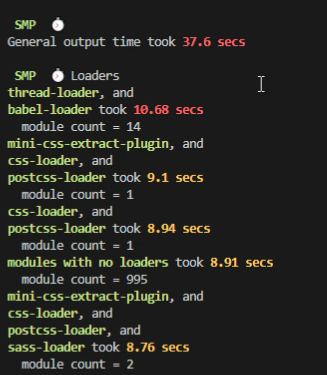 SMP ⏱
General output time took 37.6 secs
SMP ⏱ Loaders
thread-loader, and
babel-loader took 10.68 secs
module count = 14
mini-css-extract-plugin, and
css-loader, and
postcss-loader took 9.1 secs
module count = 1
css-loader, and
postcss-loader took 8.94 secs
module count = 1
modules with no loaders took 8.91 secs
module count = 995
mini-css-extract-plugin, and
css-loader, and
postcss-loader, and
sass-loader took 8.76 secs
module count = 2